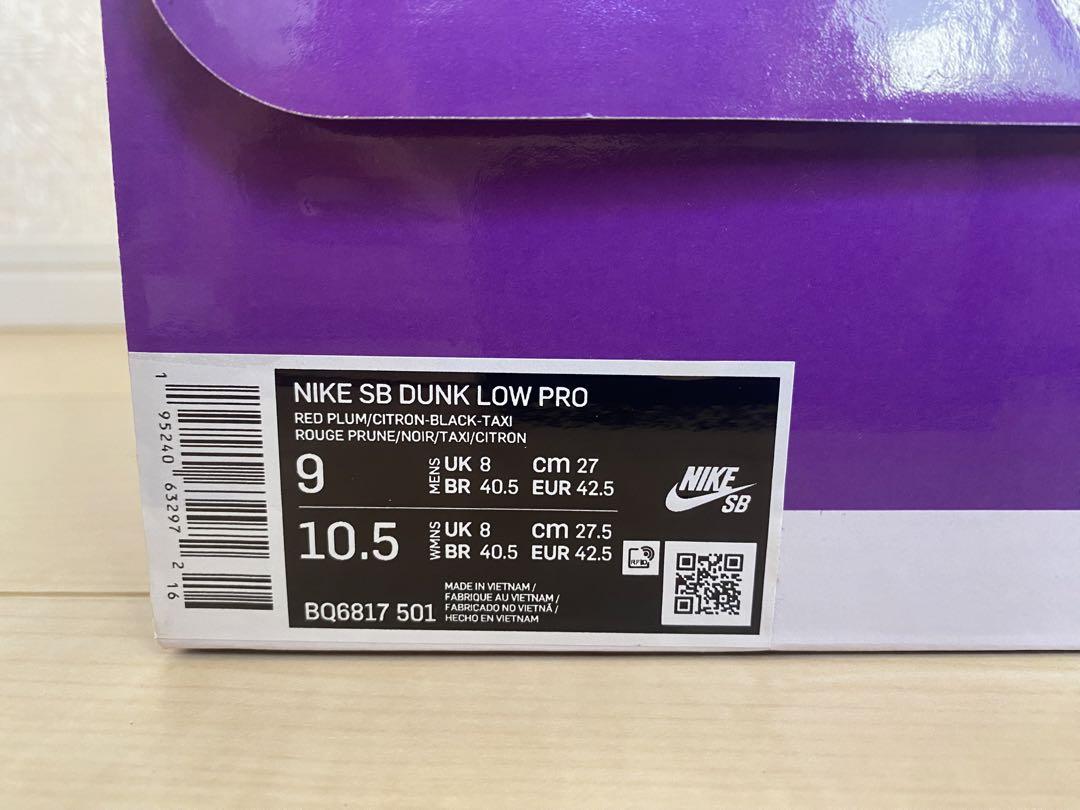 NIKE SB DUNK LOW PRO
RED PLUM/CITRON-BLACK-TAXI
ROUGE PRUNE/NOIR/TAXI/CITRON
9 MENS UK 8 cm 27
BR 40.5 EUR 42.5
10.5 WMNS UK 8 cm 27.5
BR 40.5 EUR 42.5
NIKE
SB
RFID
BQ6817 501
MADE IN VIETNAM /
FABRIQUE AU VIETNAM /
FABRICADO NO VIETNÃ /
HECHO EN VIETNAM
1 95240 63297 2 16